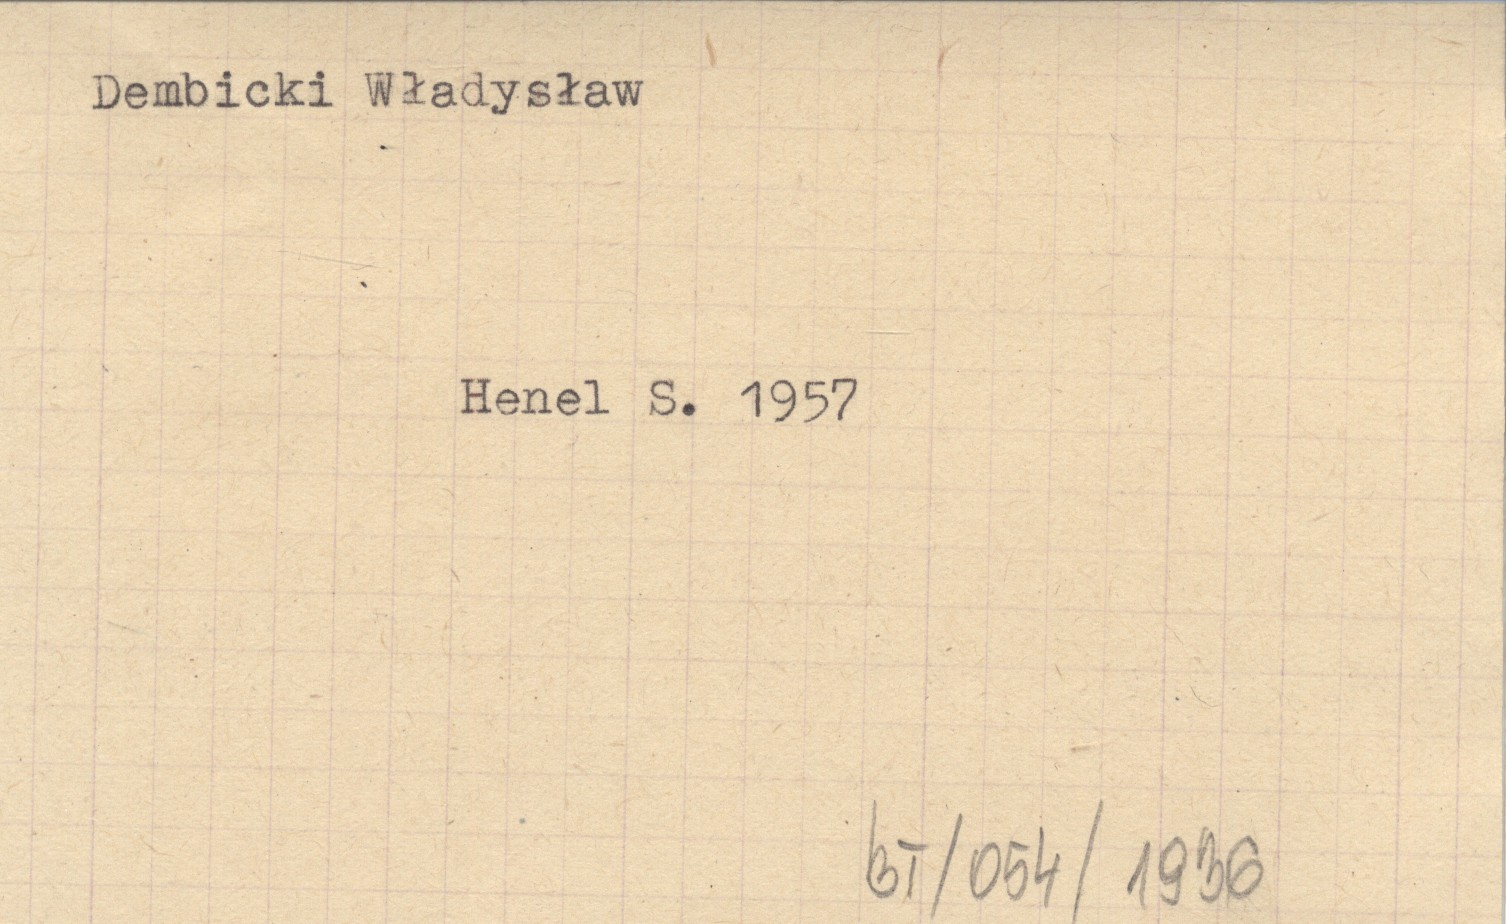 Dembicki Władysław
Henel S. 1957
BT/054/1936